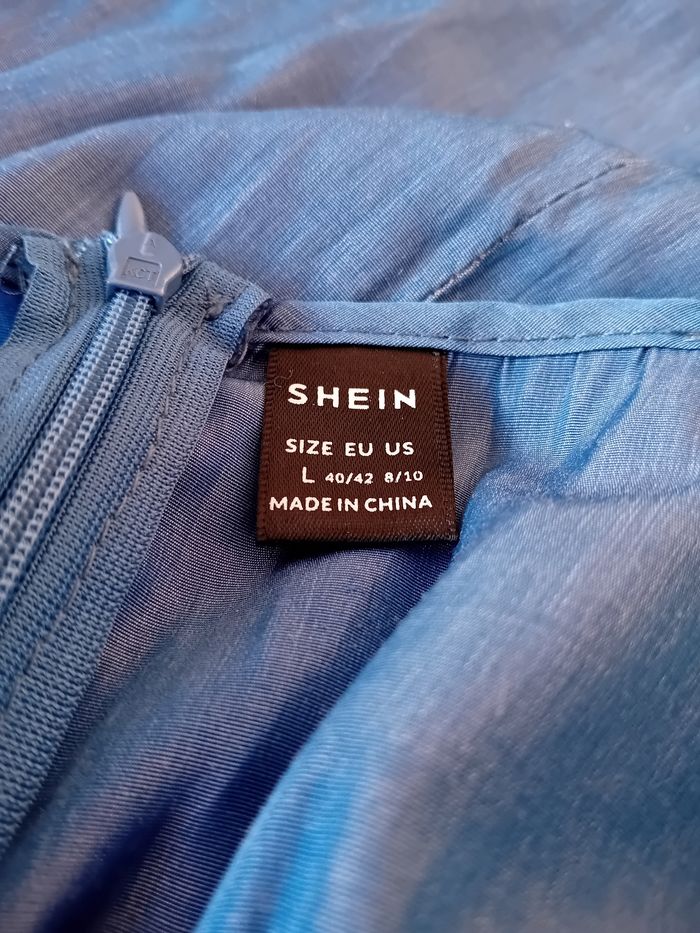 SHEIN
SIZE EU US
L 40/42 8/10
MADE IN CHINA